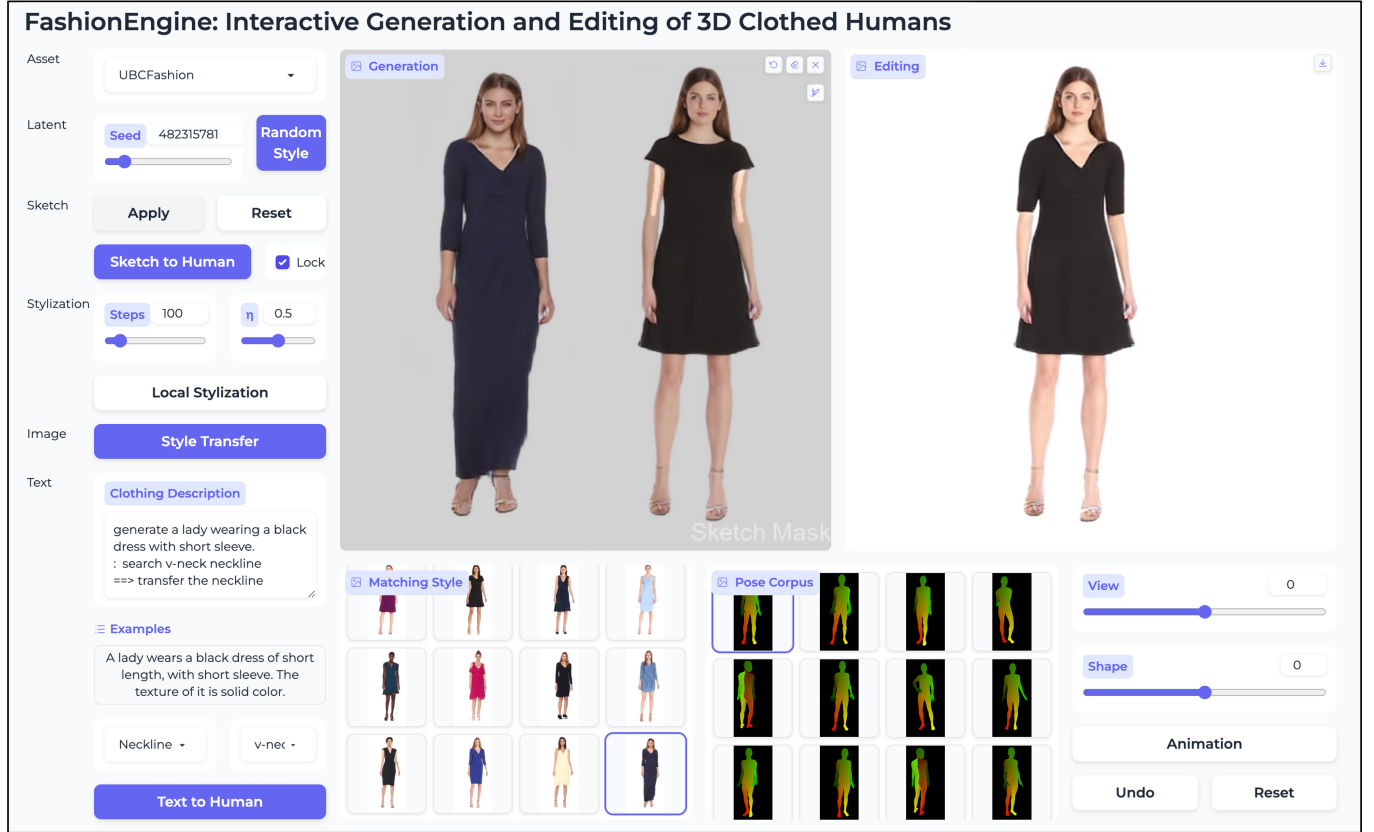 FashionEngine: Interactive Generation and Editing of 3D Clothed Humans
Asset
UBCFashion
Latent
Seed
482315781
Random
Style
Sketch
Apply
Reset
Sketch to Human
Lock
Stylization
Steps
100
η
0.5
Local Stylization
Image
Style Transfer
Text
Clothing Description
generate a lady wearing a black
dress with short sleeve.
: search v-neck neckline
==> transfer the neckline
Examples
A lady wears a black dress of short
length, with short sleeve. The
texture of it is solid color.
Neckline
v-nec
Text to Human
Generation
Sketch Mask
Editing
Matching Style
Pose Corpus
View
0
Shape
0
Animation
Undo
Reset